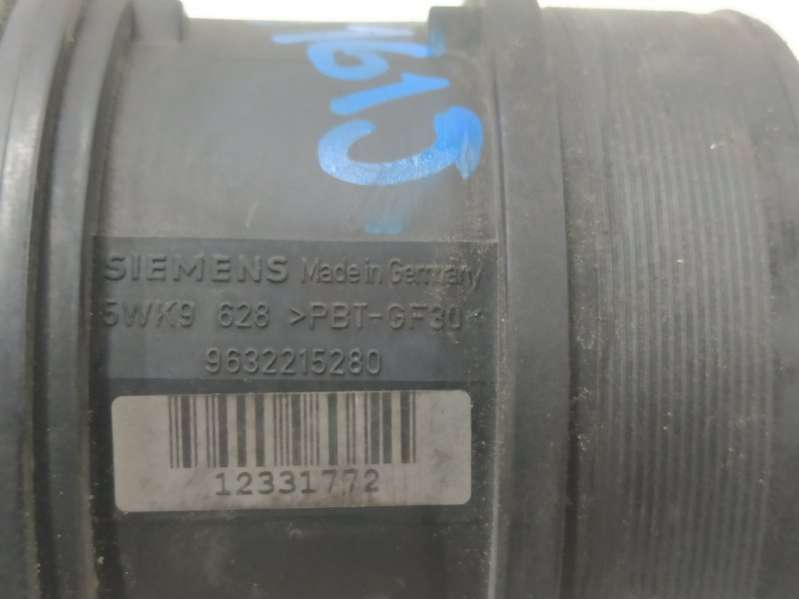 1615
SIEMENS Made in Germany
5WK9 628 >PBT-GF30
9632215280
12331772